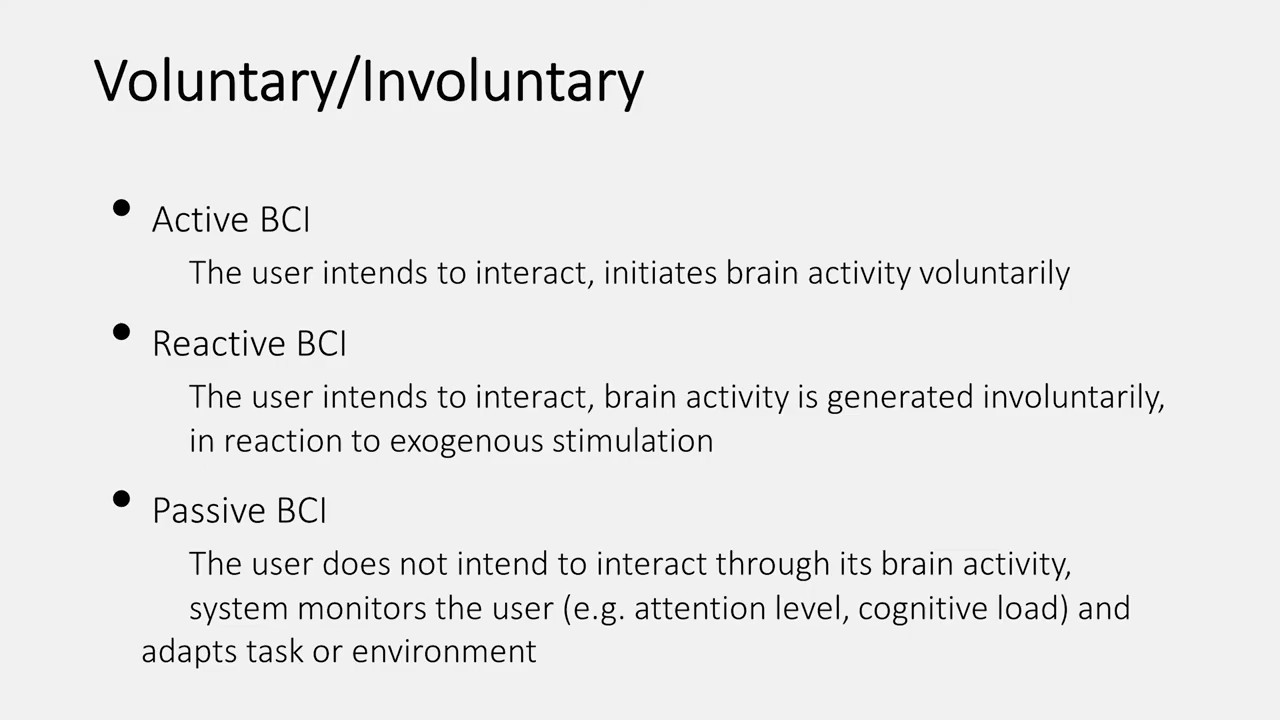 Voluntary/Involuntary
• Active BCI
The user intends to interact, initiates brain activity voluntarily
• Reactive BCI
The user intends to interact, brain activity is generated involuntarily,
in reaction to exogenous stimulation
• Passive BCI
The user does not intend to interact through its brain activity,
system monitors the user (e.g. attention level, cognitive load) and
adapts task or environment